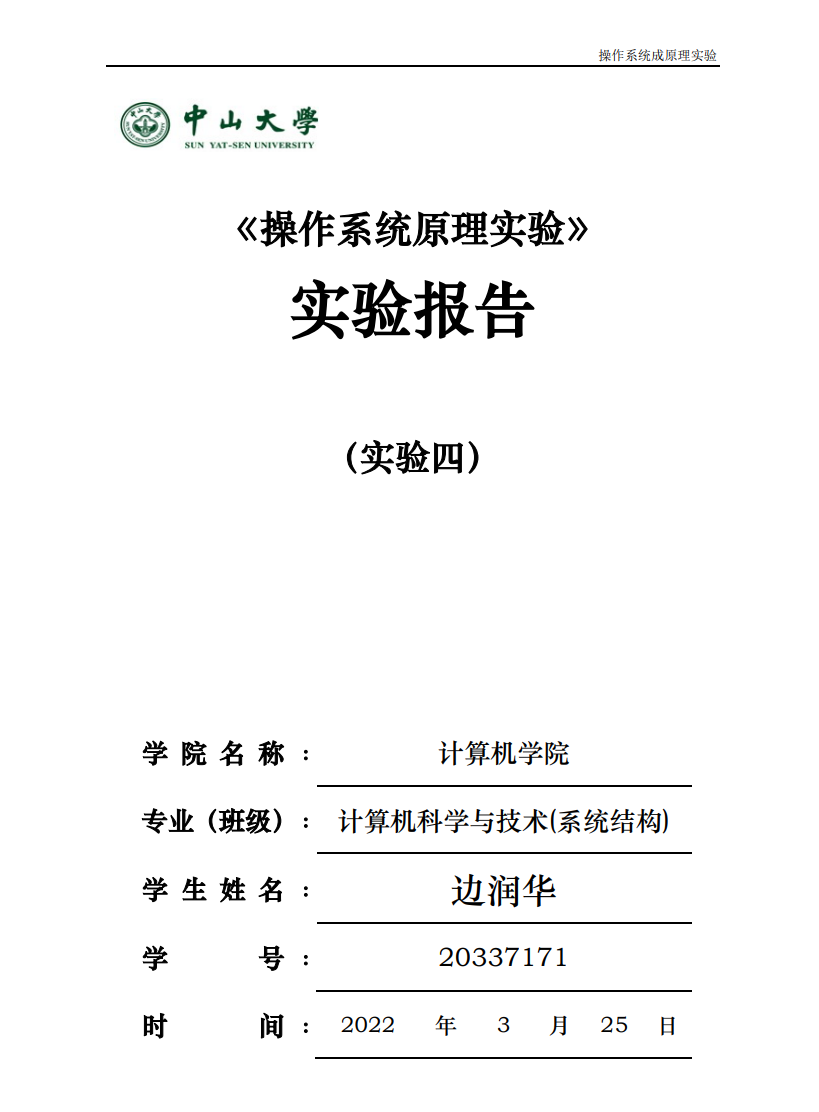 操作系统成原理实验
中山大學
SUN YAT-SEN UNIVERSITY
《操作系统原理实验》
实验报告
（实验四）
学院名称：计算机学院
专业（班级）：计算机科学与技术(系统结构)
学生姓名：边润华
学号：20337171
时间：2022 年 3 月 25 日